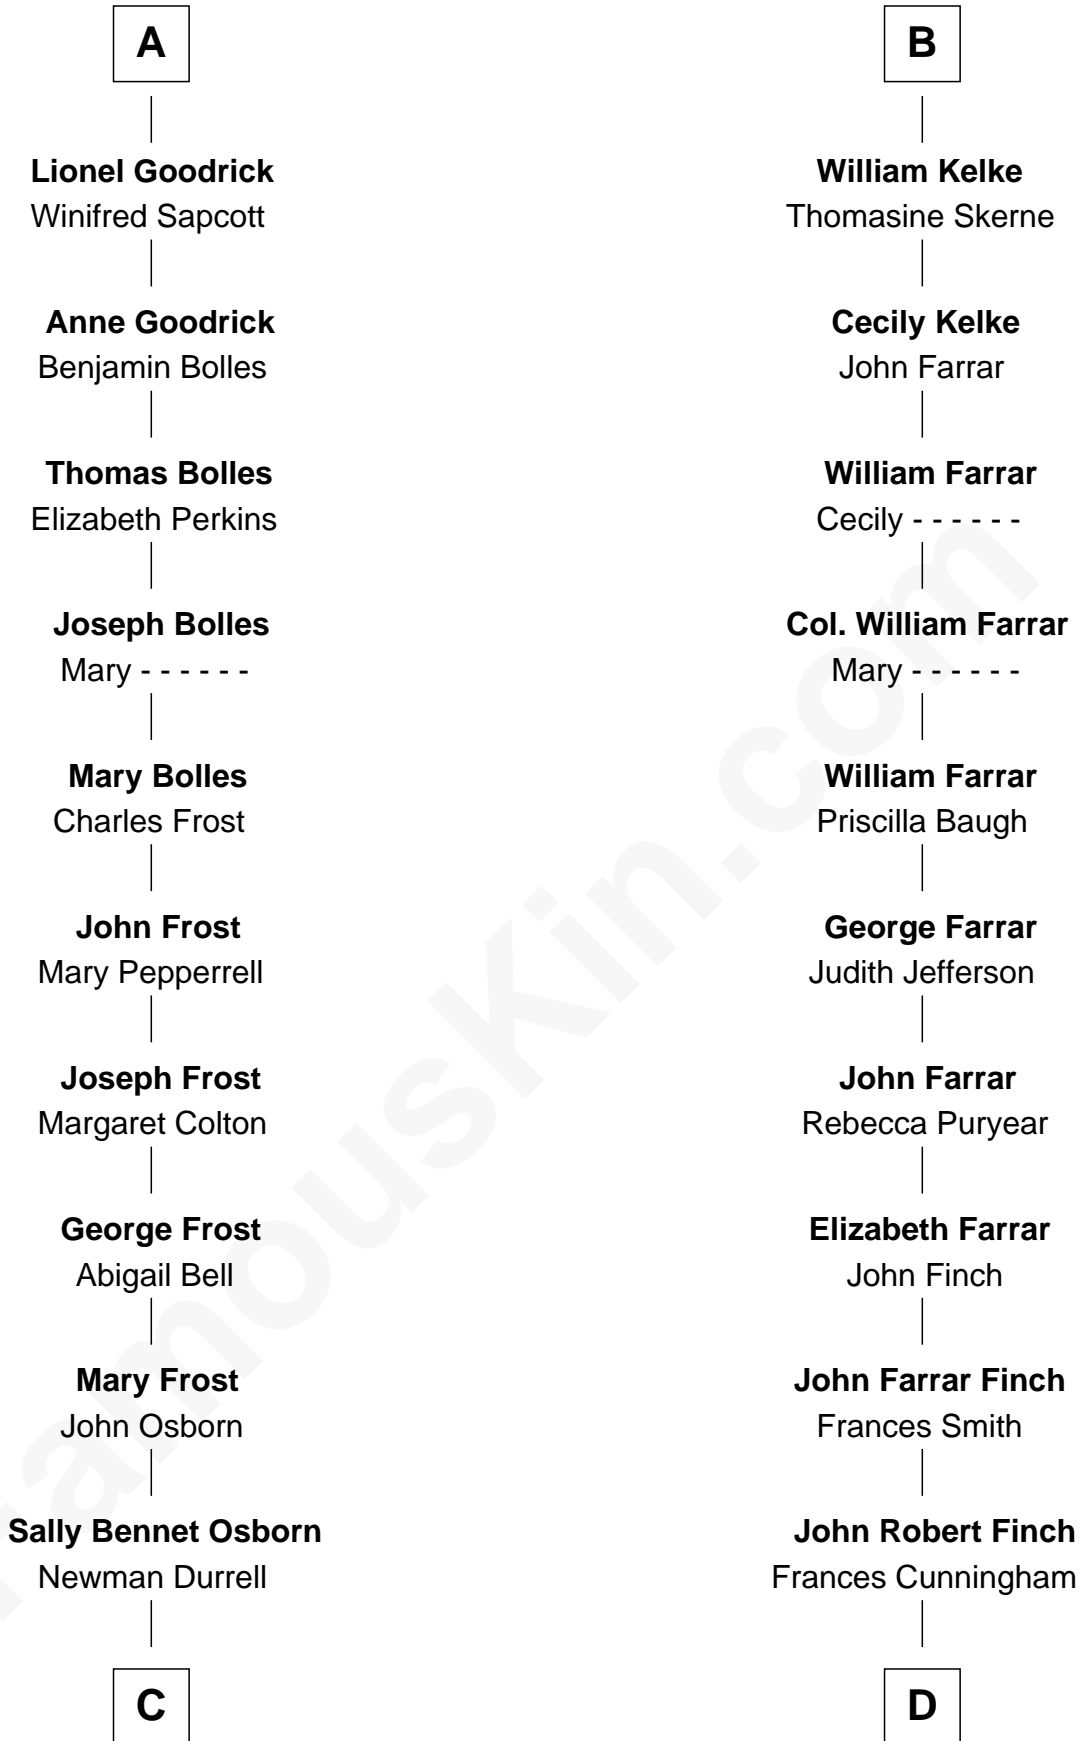 A
Lionel Goodrick
Winifred Sapcott
Anne Goodrick
Benjamin Bolles
Thomas Bolles
Elizabeth Perkins
Joseph Bolles
Mary - - - - - -
Mary Bolles
Charles Frost
John Frost
Mary Pepperrell
Joseph Frost
Margaret Colton
George Frost
Abigail Bell
Mary Frost
John Osborn
Sally Bennet Osborn
Newman Durrell
C
B
William Kelke
Thomasine Skerne
Cecily Kelke
John Farrar
William Farrar
Cecily - - - - - -
Col. William Farrar
Mary - - - - - -
William Farrar
Priscilla Baugh
George Farrar
Judith Jefferson
John Farrar
Rebecca Puryear
Elizabeth Farrar
John Finch
John Farrar Finch
Frances Smith
John Robert Finch
Frances Cunningham
D
FamousKin.com